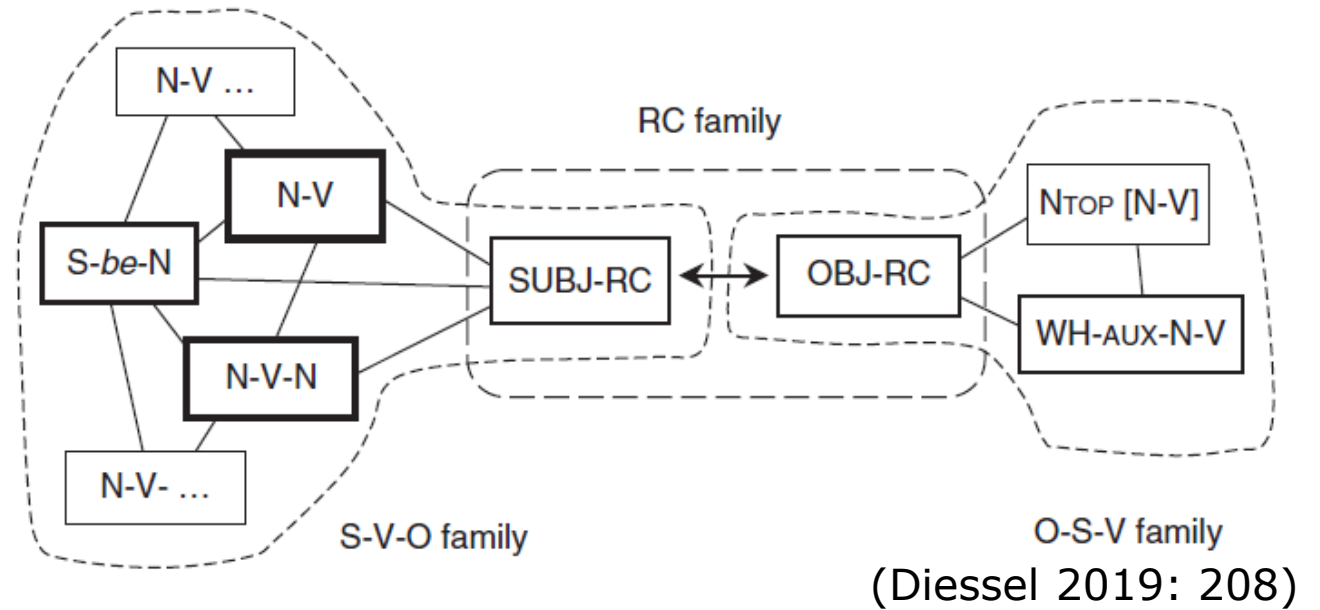 N-V …
RC family
N-V
NTOP [N-V]
S-be-N
SUBJ-RC
OBJ-RC
WH-AUX-N-V
N-V-N
N-V- …
S-V-O family
O-S-V family
(Diessel 2019: 208)